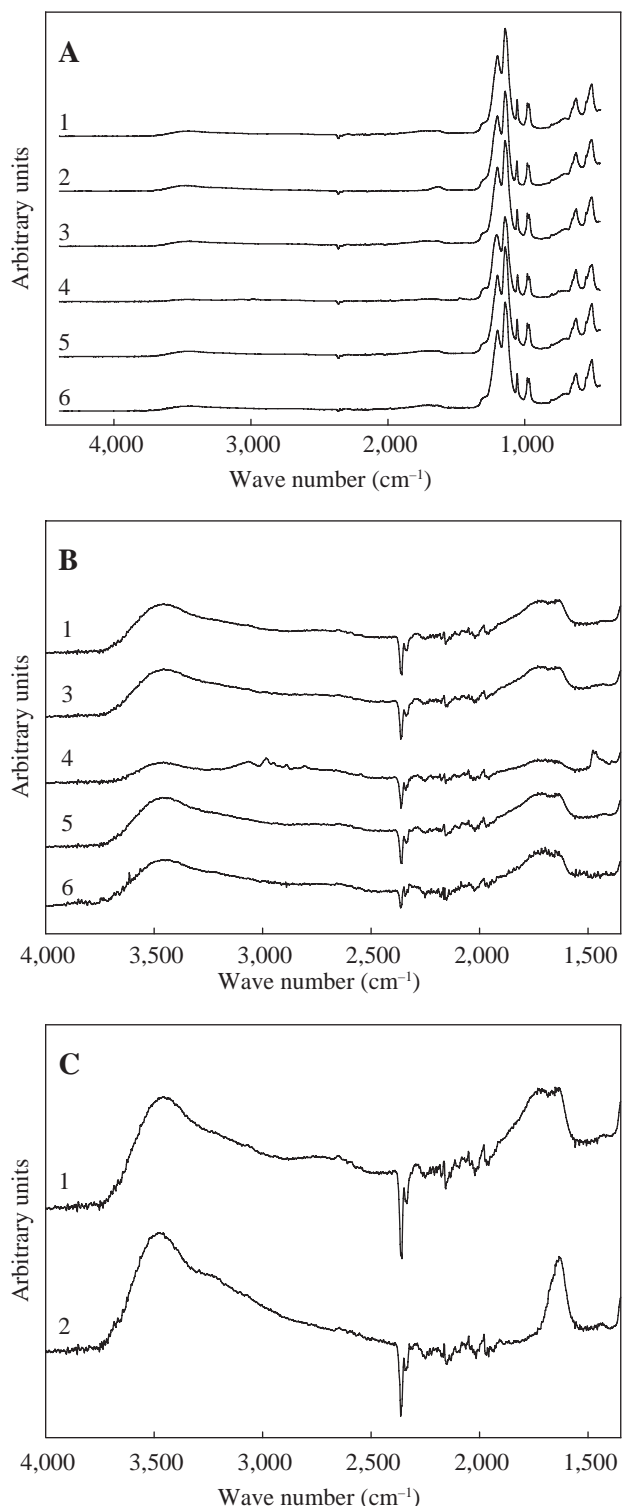 A
Arbitrary units
1
2
3
4
5
6
4,000 3,000 2,000 1,000
Wave number (cm⁻¹)
B
Arbitrary units
1
3
4
5
6
4,000 3,500 3,000 2,500 2,000 1,500
Wave number (cm⁻¹)
C
Arbitrary units
1
2
4,000 3,500 3,000 2,500 2,000 1,500
Wave number (cm⁻¹)